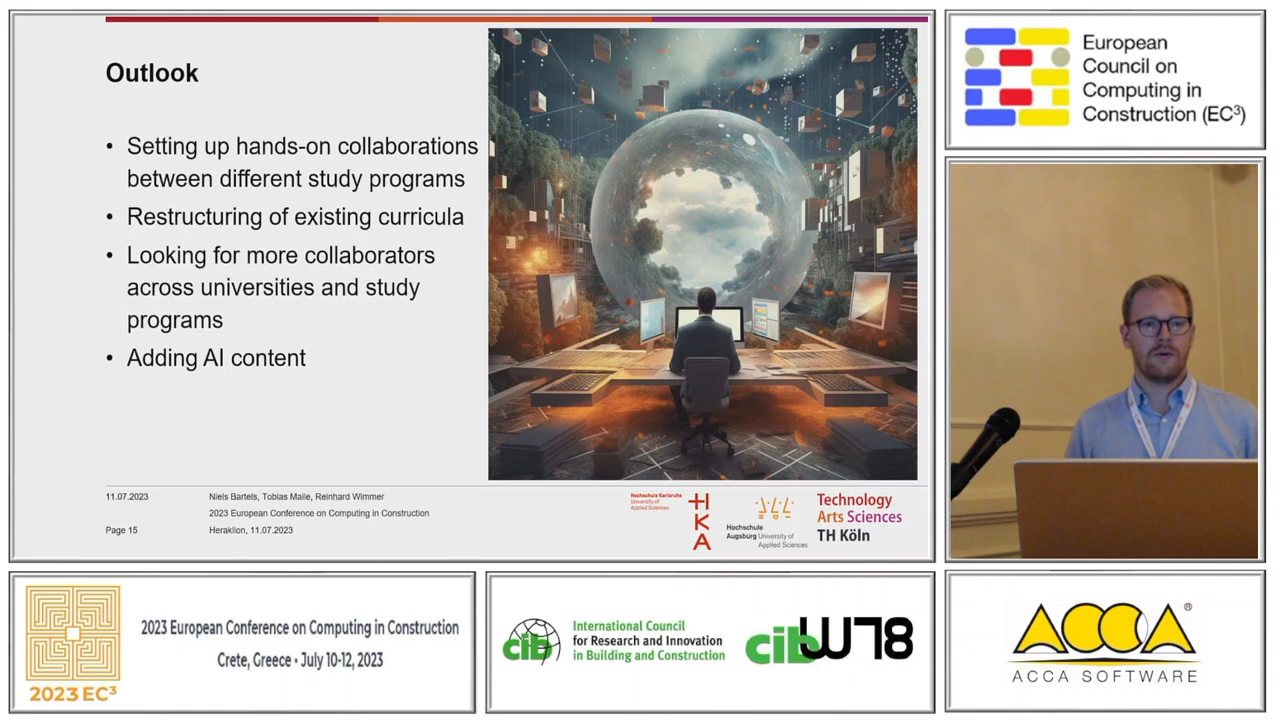 Outlook
• Setting up hands-on collaborations
between different study programs
• Restructuring of existing curricula
• Looking for more collaborators
across universities and study
programs
• Adding AI content
11.07.2023
Niels Bartels, Tobias Maile, Reinhard Wimmer
2023 European Conference on Computing in Construction
Page 15
Heraklion, 11.07.2023
Hochschule Karlsruhe
University of
Applied Sciences
H
K
A
Hochschule
Augsburg University of
Applied Sciences
Technology
Arts Sciences
TH Köln
European
Council on
Computing in
Construction (EC³)
2023 EC³
2023 European Conference on Computing in Construction
Crete, Greece • July 10-12, 2023
cib
International Council
for Research and Innovation
in Building and Construction
cib W78
ACCA ®
ACCA SOFTWARE